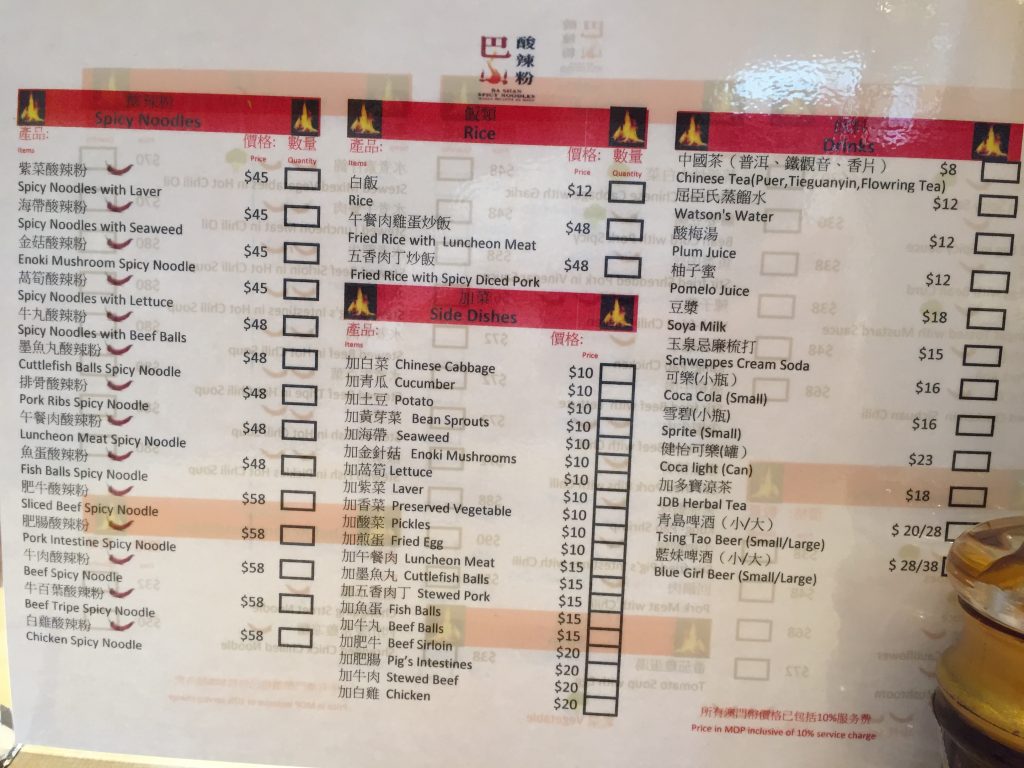 巴
酸辣粉
BA SHAN
SPICY NOODLES
酸辣粉
Spicy Noodles
產品:
Items
價格:
Price
數量
Quantity
紫菜酸辣粉
Spicy Noodles with Laver
$45
海帶酸辣粉
Spicy Noodles with Seaweed
$45
金菇酸辣粉
Enoki Mushroom Spicy Noodle
$45
萵筍酸辣粉
Spicy Noodles with Lettuce
$45
牛丸酸辣粉
Spicy Noodles with Beef Balls
$48
墨魚丸酸辣粉
Cuttlefish Balls Spicy Noodle
$48
排骨酸辣粉
Pork Ribs Spicy Noodle
$48
午餐肉酸辣粉
Luncheon Meat Spicy Noodle
$48
魚蛋酸辣粉
Fish Balls Spicy Noodle
$48
肥牛酸辣粉
Sliced Beef Spicy Noodle
$58
肥腸酸辣粉
Pork Intestine Spicy Noodle
$58
牛肉酸辣粉
Beef Spicy Noodle
$58
牛百葉酸辣粉
Beef Tripe Spicy Noodle
$58
白雞酸辣粉
Chicken Spicy Noodle
$58
飯類
Rice
產品:
Items
價格:
Price
數量
Quantity
白飯
Rice
$12
午餐肉雞蛋炒飯
Fried Rice with Luncheon Meat
$48
五香肉丁炒飯
Fried Rice with Spicy Diced Pork
$48
加菜
Side Dishes
產品:
Items
價格:
Price
加白菜 Chinese Cabbage $10
加青瓜 Cucumber $10
加土豆 Potato $10
加黃芽菜 Bean Sprouts $10
加海帶 Seaweed $10
加金針菇 Enoki Mushrooms $10
加萵筍 Lettuce $10
加紫菜 Laver $10
加香菜 Preserved Vegetable $10
加酸菜 Pickles $10
加煎蛋 Fried Egg $10
加午餐肉 Luncheon Meat $15
加墨魚丸 Cuttlefish Balls $15
加五香肉丁 Stewed Pork $15
加魚蛋 Fish Balls $15
加牛丸 Beef Balls $15
加肥牛 Beef Sirloin $20
加肥腸 Pig's Intestines $20
加牛肉 Stewed Beef $20
加白雞 Chicken $20
Drinks
中國茶（普洱、鐵觀音、香片）
Chinese Tea(Puer,Tieguanyin,Flowring Tea)
$8
屈臣氏蒸餾水
Watson's Water
$12
酸梅湯
Plum Juice
$12
柚子蜜
Pomelo Juice
$12
豆漿
Soya Milk
$18
玉泉忌廉梳打
Schweppes Cream Soda
$15
可樂(小瓶）
Coca Cola (Small)
$16
雪碧(小瓶)
Sprite (Small)
$16
健怡可樂(罐）
Coca light (Can)
$23
加多寶涼茶
JDB Herbal Tea
$18
青島啤酒（小/大）
Tsing Tao Beer (Small/Large)
$ 20/28
藍妹啤酒（小/大）
Blue Girl Beer (Small/Large)
$ 28/38
所有澳門幣價格已包括10%服务费
Price in MOP inclusive of 10% service charge